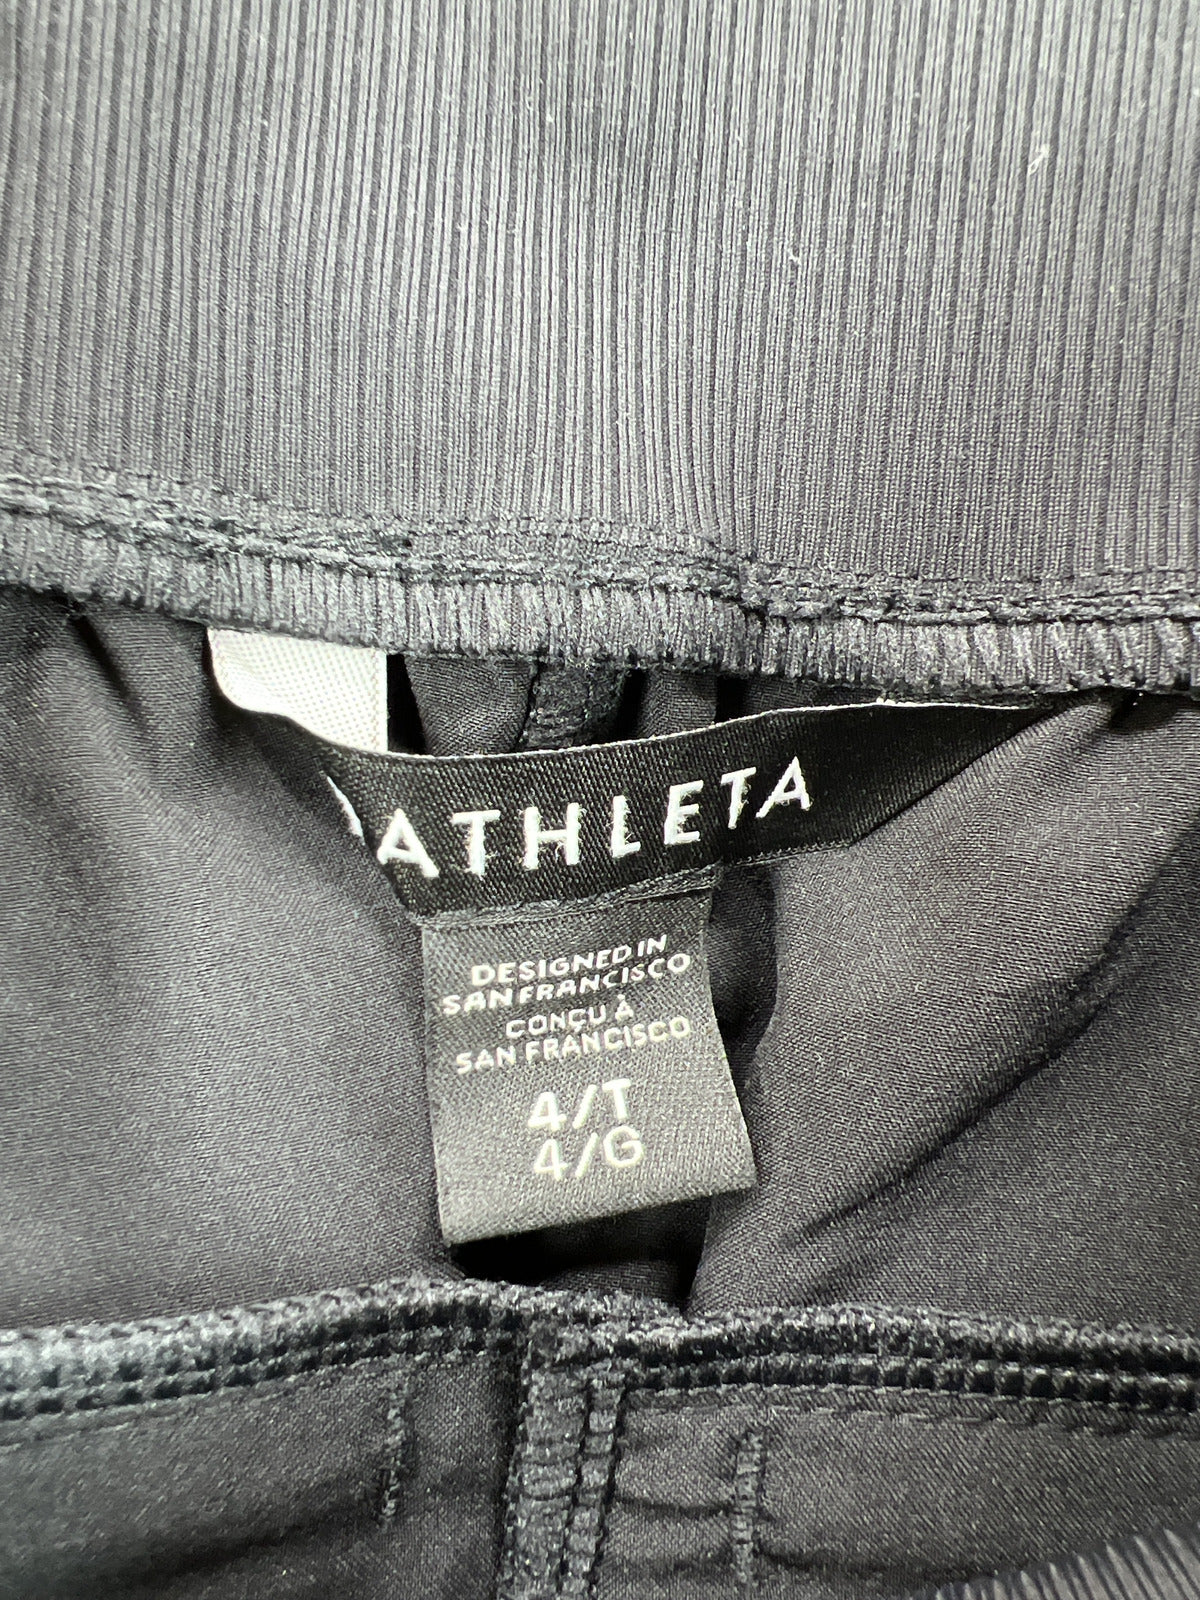 ATHLETA
DESIGNED IN
SAN FRANCISCO
CONÇU À
SAN FRANCISCO
4/T
4/G